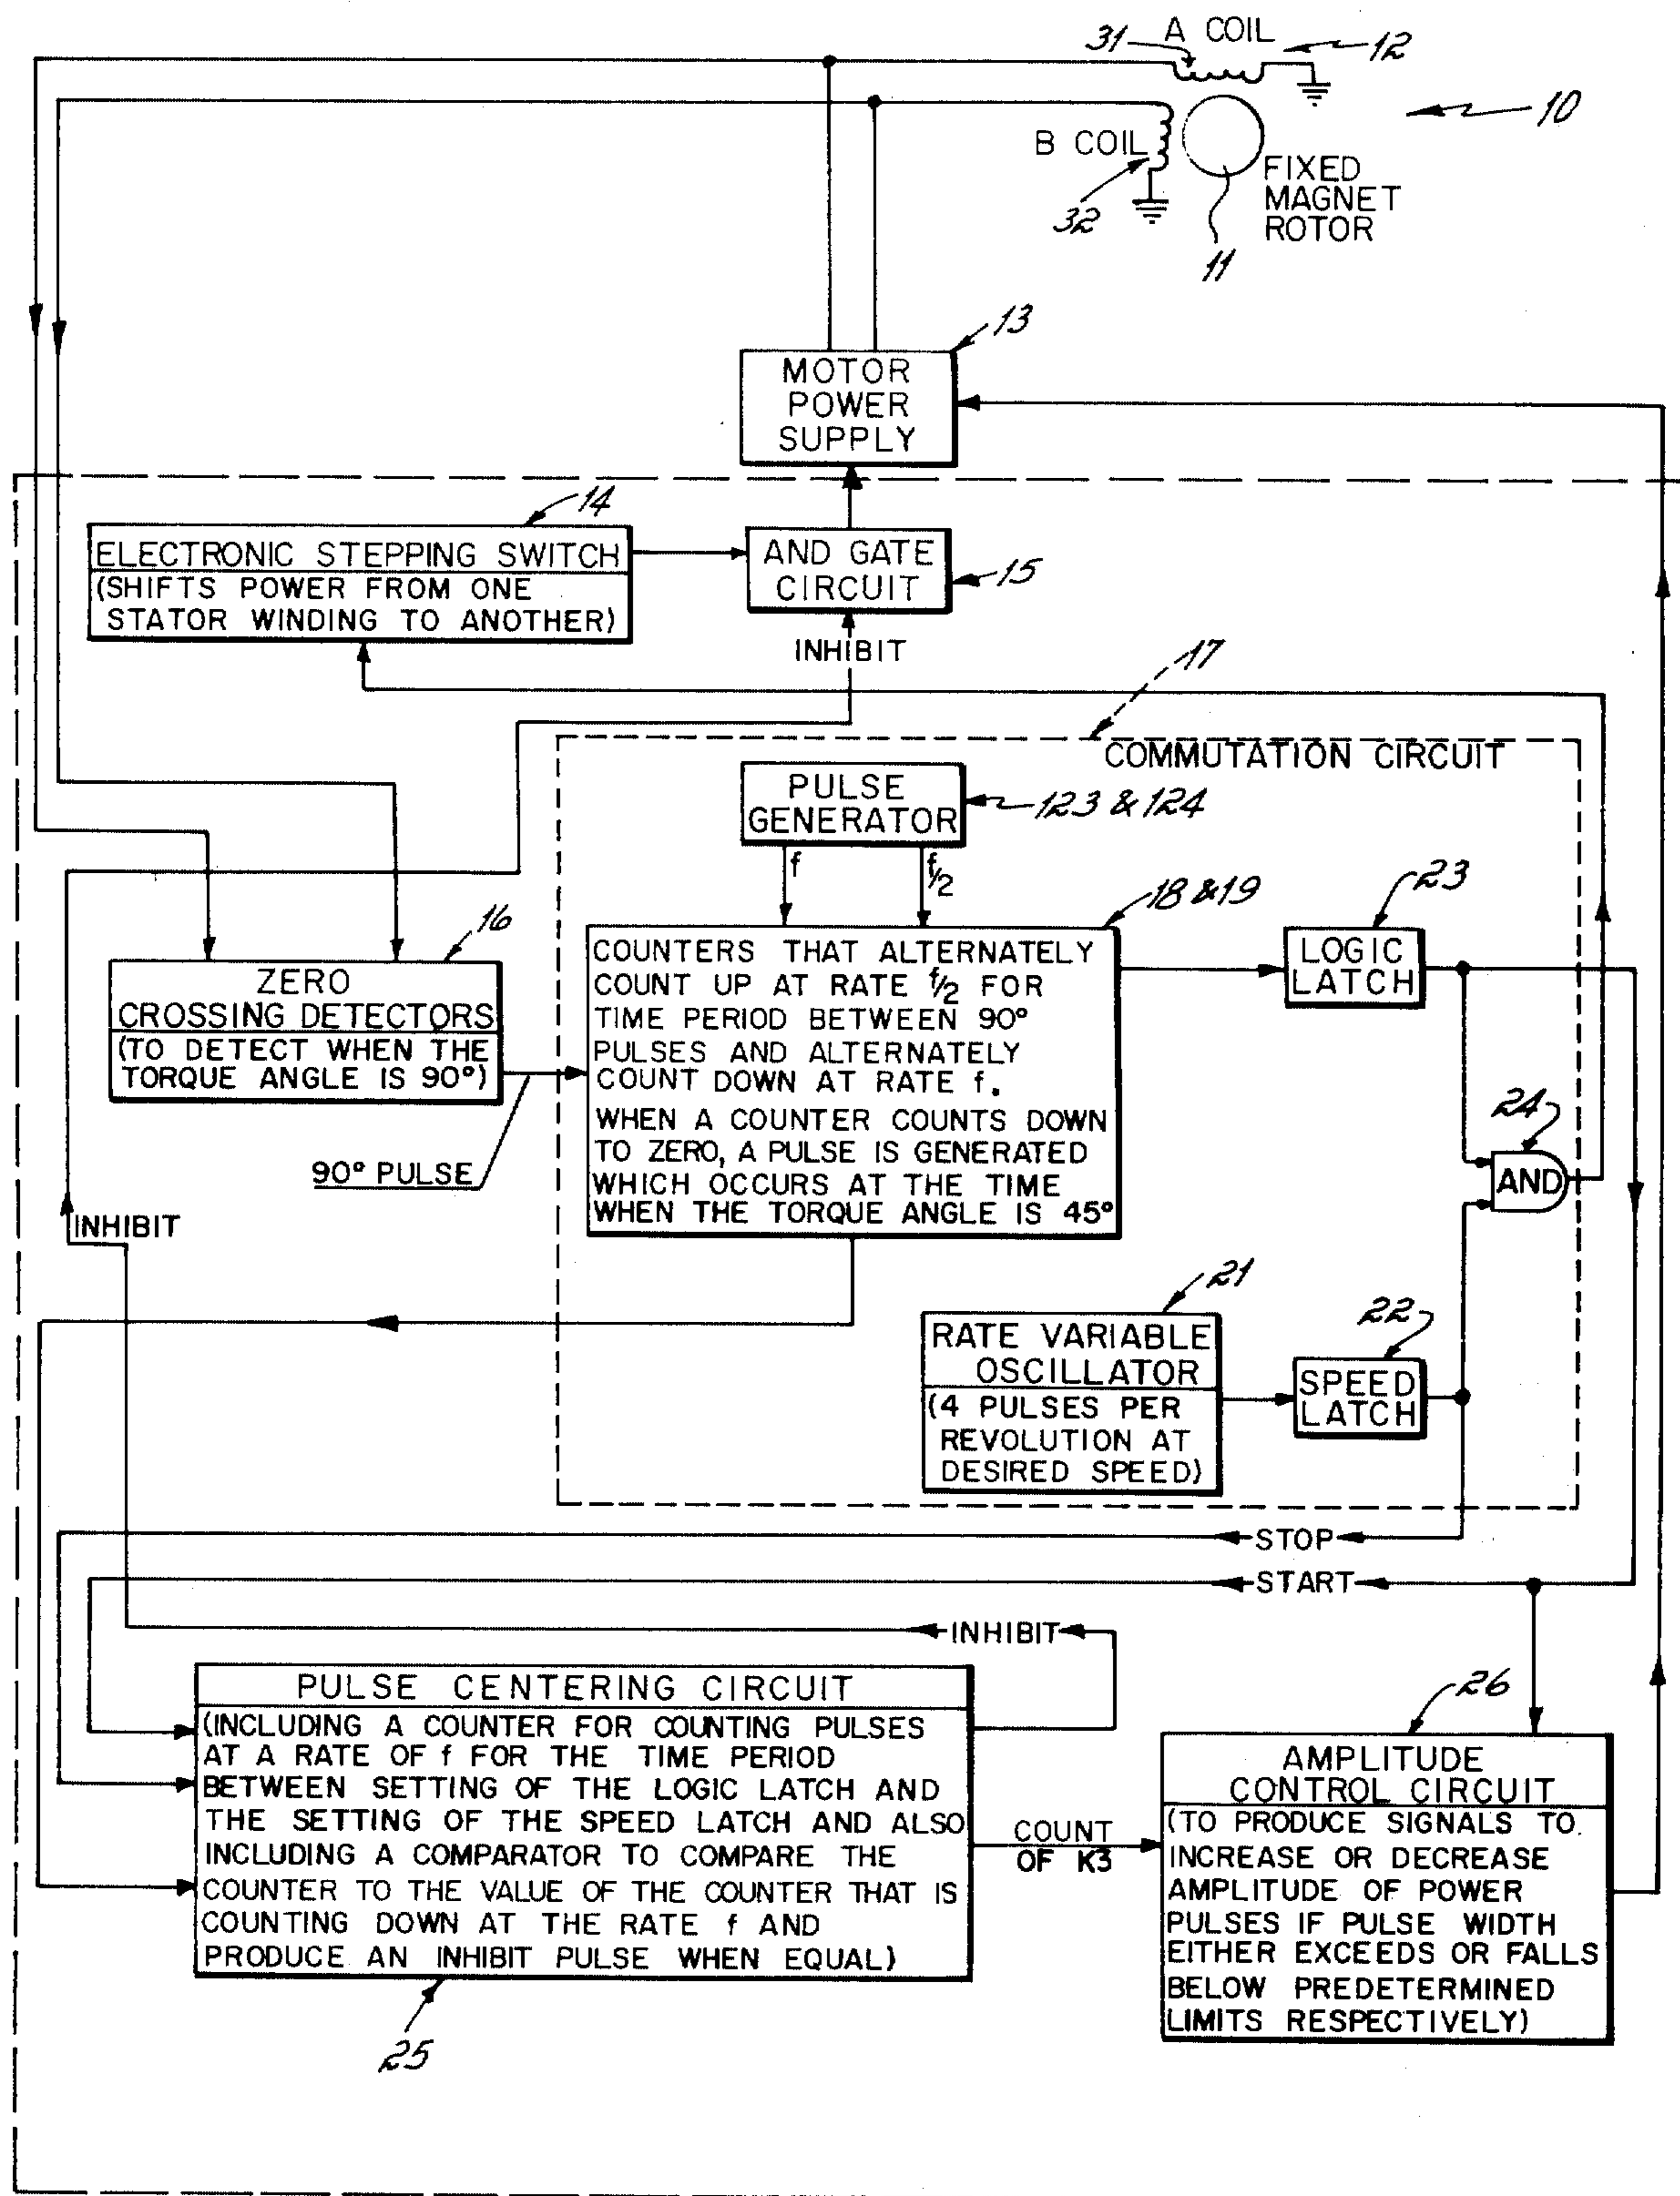 A COIL
31
12
10
B COIL
32
FIXED
MAGNET
ROTOR
11
13
MOTOR
POWER
SUPPLY
14
ELECTRONIC STEPPING SWITCH
(SHIFTS POWER FROM ONE
STATOR WINDING TO ANOTHER)
AND GATE
CIRCUIT
15
INHIBIT
17
COMMUTATION CIRCUIT
PULSE
GENERATOR
123 & 124
f
f/2
18 & 19
23
16
ZERO
CROSSING DETECTORS
(TO DETECT WHEN THE
TORQUE ANGLE IS 90°)
90° PULSE
COUNTERS THAT ALTERNATELY
COUNT UP AT RATE f/2 FOR
TIME PERIOD BETWEEN 90°
PULSES AND ALTERNATELY
COUNT DOWN AT RATE f.
WHEN A COUNTER COUNTS DOWN
TO ZERO, A PULSE IS GENERATED
WHICH OCCURS AT THE TIME
WHEN THE TORQUE ANGLE IS 45°
LOGIC
LATCH
24
AND
INHIBIT
21
RATE VARIABLE
OSCILLATOR
(4 PULSES PER
REVOLUTION AT
DESIRED SPEED)
22
SPEED
LATCH
STOP
START
INHIBIT
PULSE CENTERING CIRCUIT
(INCLUDING A COUNTER FOR COUNTING PULSES
AT A RATE OF f FOR THE TIME PERIOD
BETWEEN SETTING OF THE LOGIC LATCH AND
THE SETTING OF THE SPEED LATCH AND ALSO
INCLUDING A COMPARATOR TO COMPARE THE
COUNTER TO THE VALUE OF THE COUNTER THAT IS
COUNTING DOWN AT THE RATE f AND
PRODUCE AN INHIBIT PULSE WHEN EQUAL)
25
COUNT
OF K3
26
AMPLITUDE
CONTROL CIRCUIT
(TO PRODUCE SIGNALS TO
INCREASE OR DECREASE
AMPLITUDE OF POWER
PULSES IF PULSE WIDTH
EITHER EXCEEDS OR FALLS
BELOW PREDETERMINED
LIMITS RESPECTIVELY)